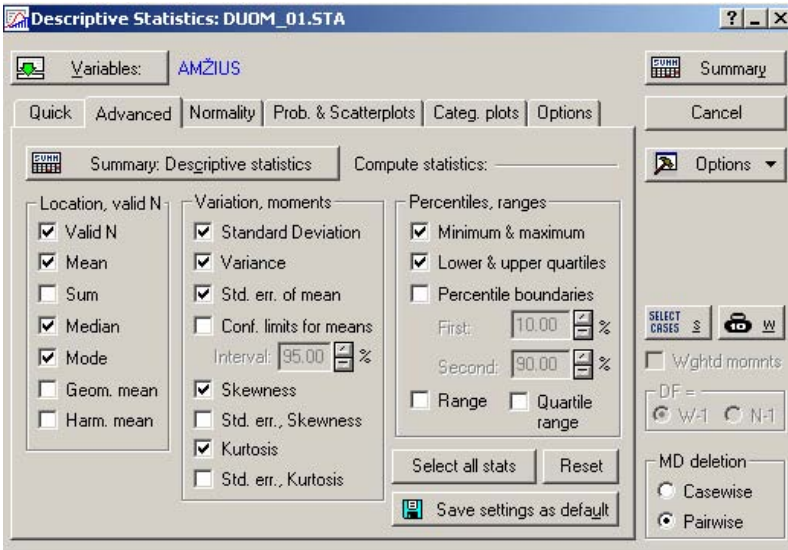 Descriptive Statistics: DUOM_01.STA
Variables: AMŽIUS
Quick Advanced Normality Prob. & Scatterplots Categ. plots Options
Summary: Descriptive statistics Compute statistics:
Location, valid N
Valid N
Mean
Sum
Median
Mode
Geom. mean
Harm. mean
Variation, moments
Standard Deviation
Variance
Std. err. of mean
Conf. limits for means
Interval: 95.00 %
Skewness
Std. err., Skewness
Kurtosis
Std. err., Kurtosis
Percentiles, ranges
Minimum & maximum
Lower & upper quartiles
Percentile boundaries
First: 10.00 %
Second: 90.00 %
Range
Quartile
range
Select all stats Reset
Save settings as default
SUMM Summary
Cancel
Options
SELECT
CASES S W
Wghtd momnts
DF =
W-1 N-1
MD deletion
Casewise
Pairwise